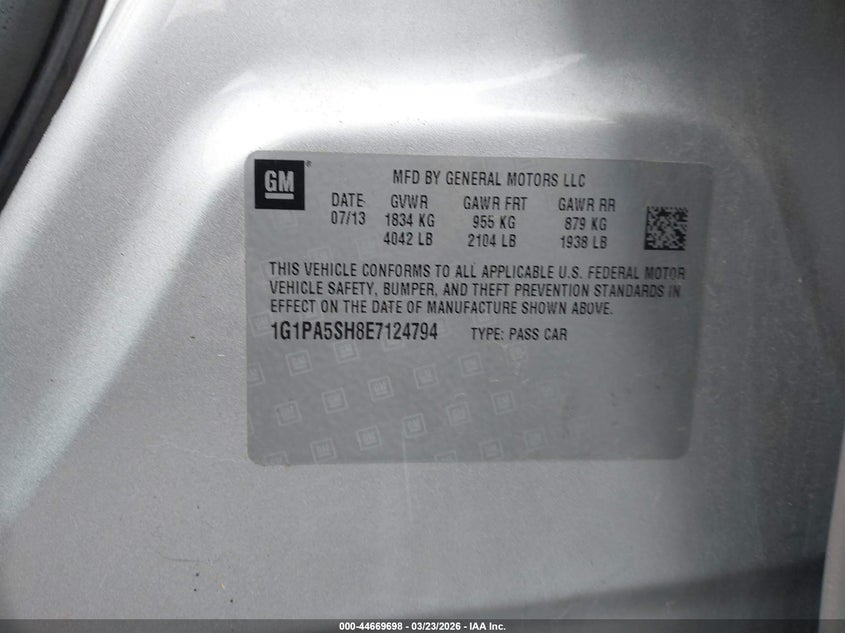 GM ®
MFD BY GENERAL MOTORS LLC
DATE GVWR GAWR FRT GAWR RR
07/13 1834 KG 955 KG 879 KG
4042 LB 2104 LB 1938 LB
THIS VEHICLE CONFORMS TO ALL APPLICABLE U.S. FEDERAL MOTOR
VEHICLE SAFETY, BUMPER, AND THEFT PREVENTION STANDARDS IN
EFFECT ON THE DATE OF MANUFACTURE SHOWN ABOVE.
1G1PA5SH8E7124794 TYPE: PASS CAR
000-44669698 - 03/23/2026 - IAA Inc.